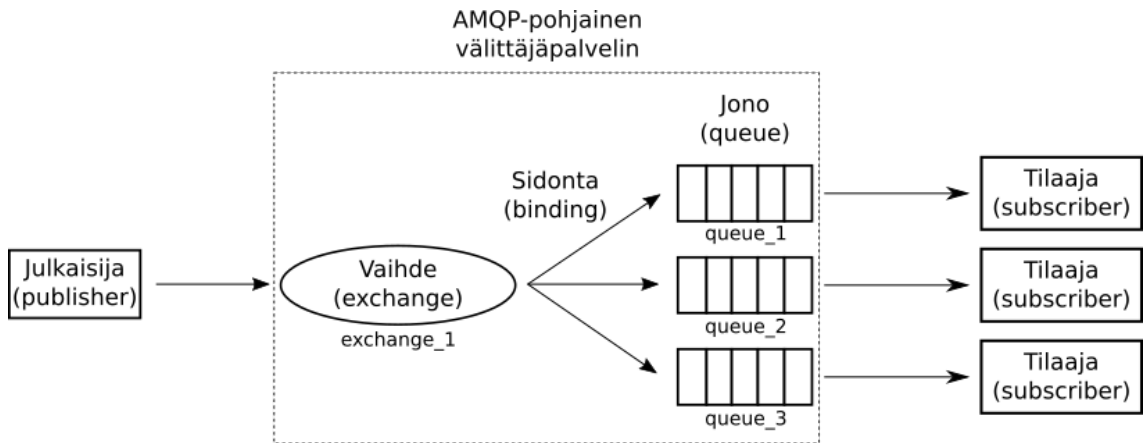 AMQP-pohjainen
välittäjäpalvelin
Jono
(queue)
Sidonta
(binding)
queue_1
Tilaaja
(subscriber)
Julkaisija
(publisher)
Vaihde
(exchange)
exchange_1
queue_2
Tilaaja
(subscriber)
queue_3
Tilaaja
(subscriber)